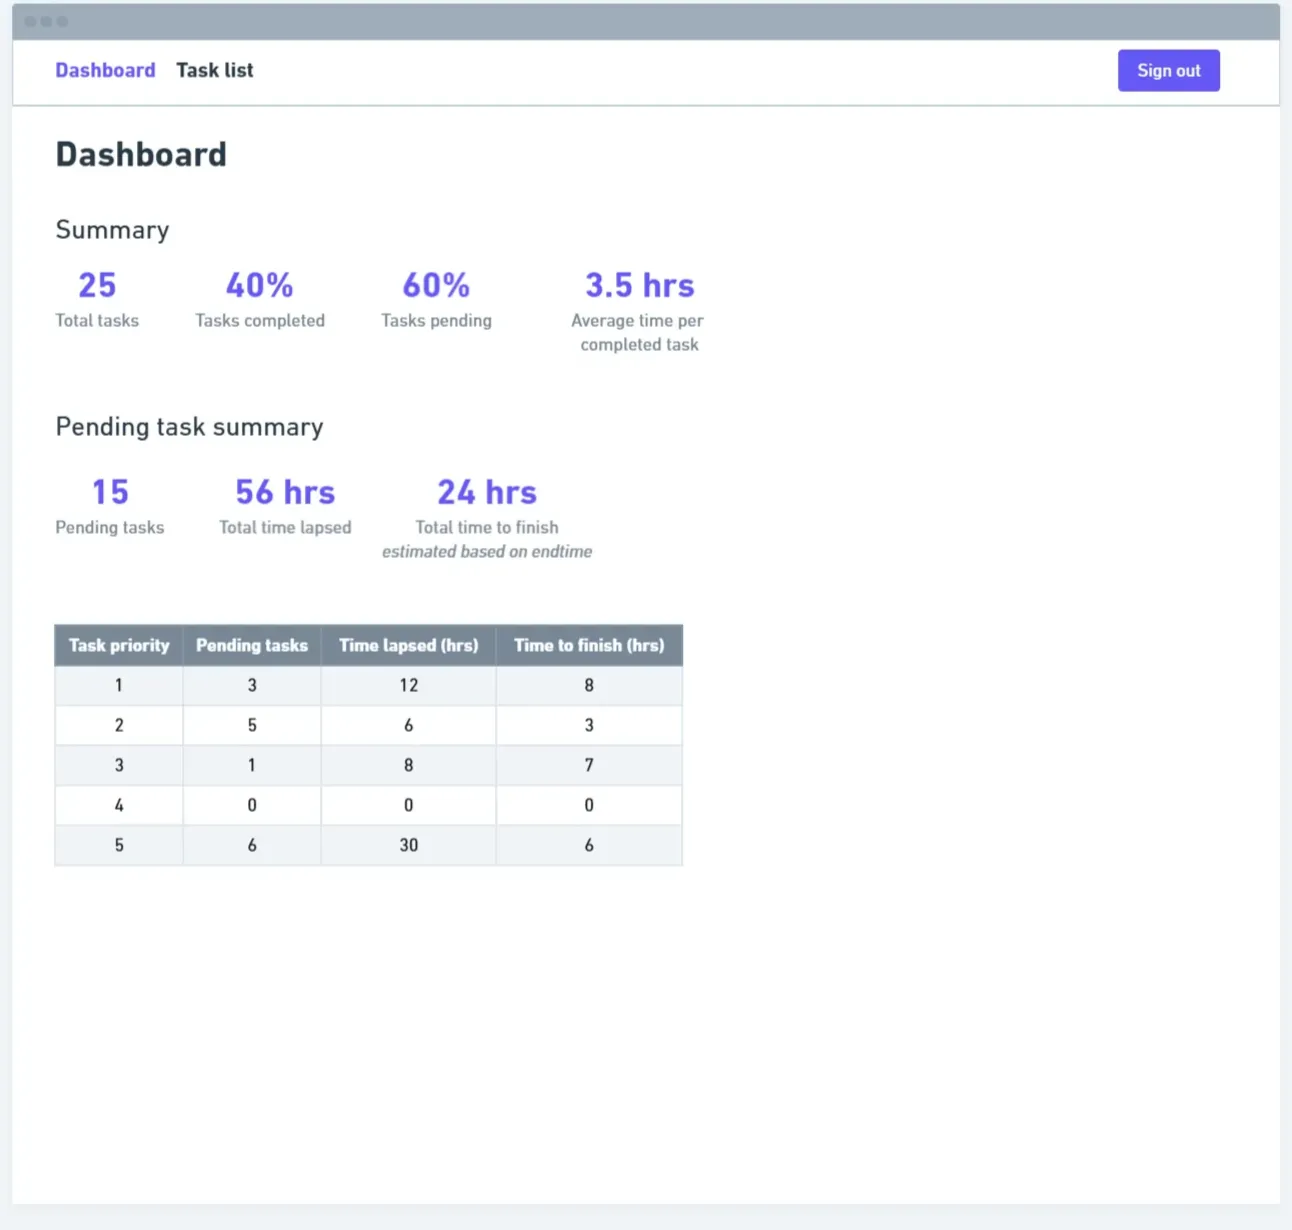 Dashboard Task list Sign out
Dashboard
Summary
25 40% 60% 3.5 hrs
Total tasks Tasks completed Tasks pending Average time per
completed task
Pending task summary
15 56 hrs 24 hrs
Pending tasks Total time lapsed Total time to finish
estimated based on endtime
Task priority Pending tasks Time lapsed (hrs) Time to finish (hrs)
1 3 12 8
2 5 6 3
3 1 8 7
4 0 0 0
5 6 30 6